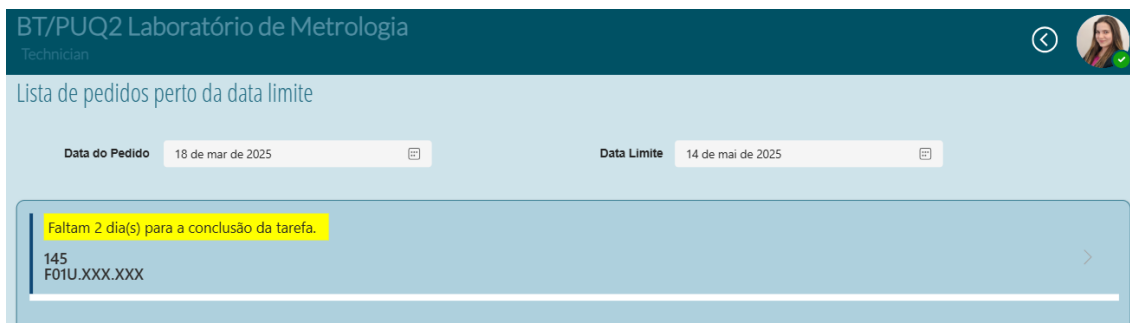 BT/PUQ2 Laboratório de Metrologia
Technician
Lista de pedidos perto da data limite
Data do Pedido 18 de mar de 2025 Data Limite 14 de mai de 2025
Faltam 2 dia(s) para a conclusão da tarefa.
145
F01U.XXX.XXX